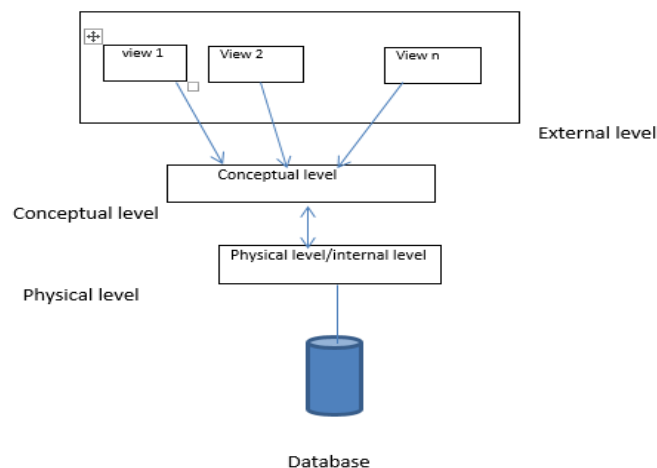 view 1
View 2
View n
External level
Conceptual level
Conceptual level
Physical level/internal level
Physical level
Database